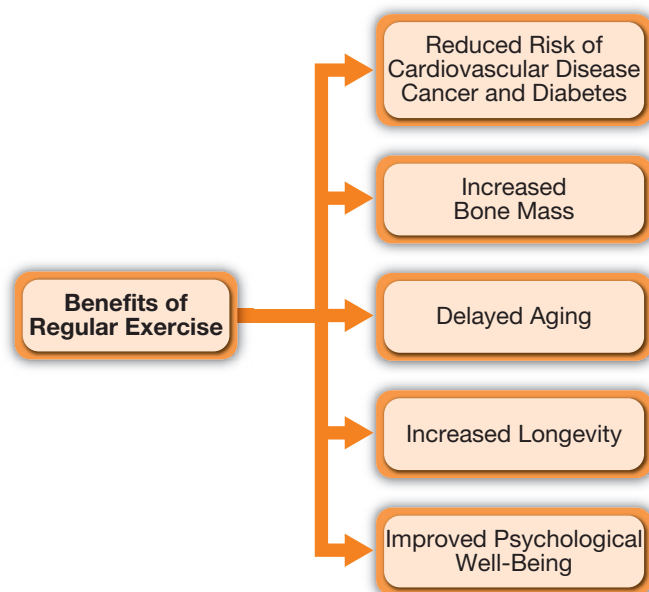 Reduced Risk of
Cardiovascular Disease
Cancer and Diabetes
Increased
Bone Mass
Benefits of
Regular Exercise
Delayed Aging
Increased Longevity
Improved Psychological
Well-Being